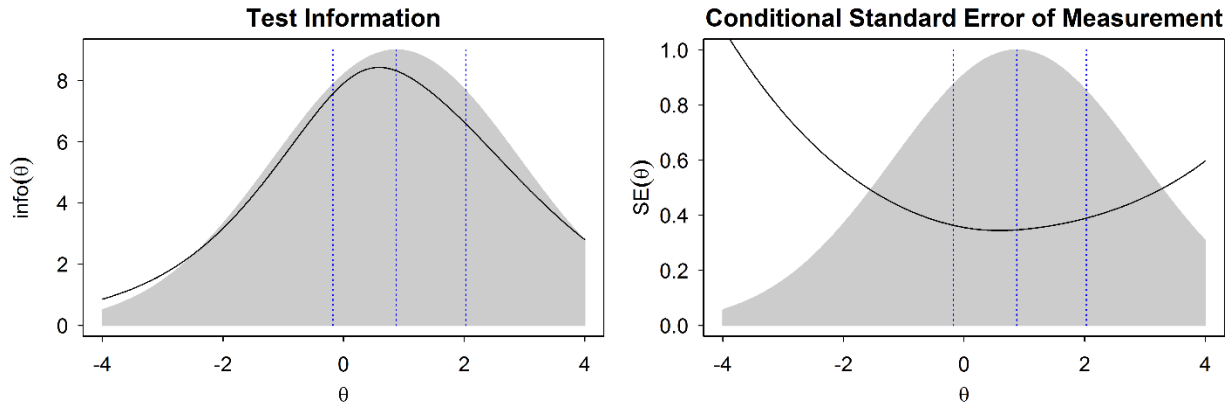 Test Information
info(θ)
8
6
4
2
0
-4 -2 0 2 4
θ
Conditional Standard Error of Measurement
SE(θ)
1.0
0.8
0.6
0.4
0.2
0.0
-4 -2 0 2 4
θ